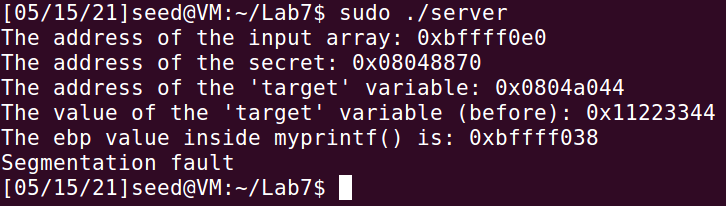 [05/15/21]seed@VM:~/Lab7$ sudo ./server
The address of the input array: 0xbffff0e0
The address of the secret: 0x08048870
The address of the 'target' variable: 0x0804a044
The value of the 'target' variable (before): 0x11223344
The ebp value inside myprintf() is: 0xbffff038
Segmentation fault
[05/15/21]seed@VM:~/Lab7$